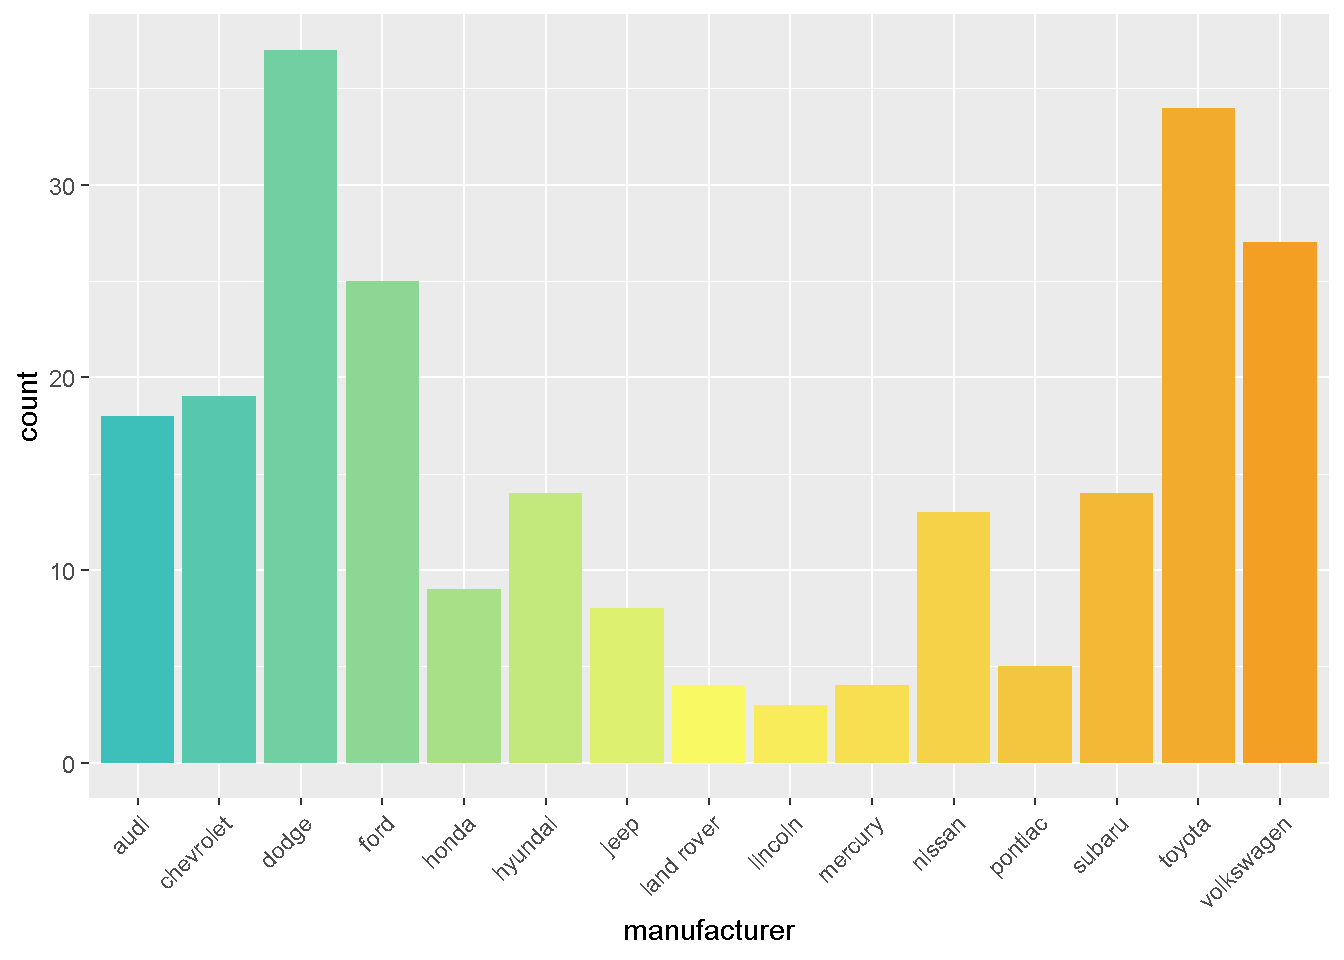 count
30
20
10
0
audi
chevrolet
dodge
ford
honda
hyundai
jeep
land rover
lincoln
mercury
nissan
pontiac
subaru
toyota
volkswagen
manufacturer